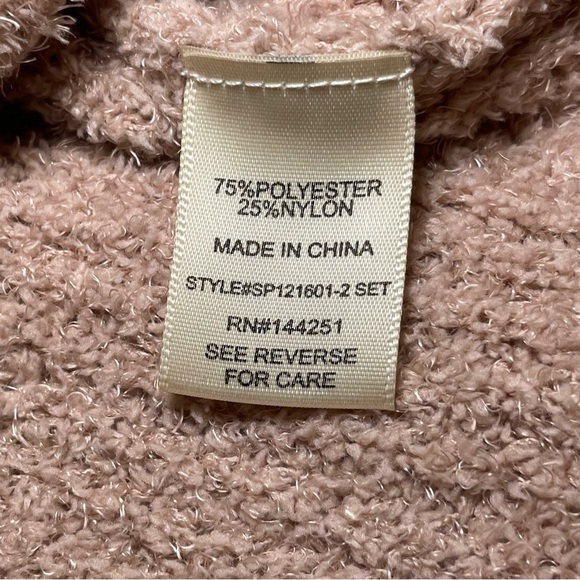 75%POLYESTER
25%NYLON
MADE IN CHINA
STYLE#SP121601-2 SET
RN#144251
SEE REVERSE
FOR CARE